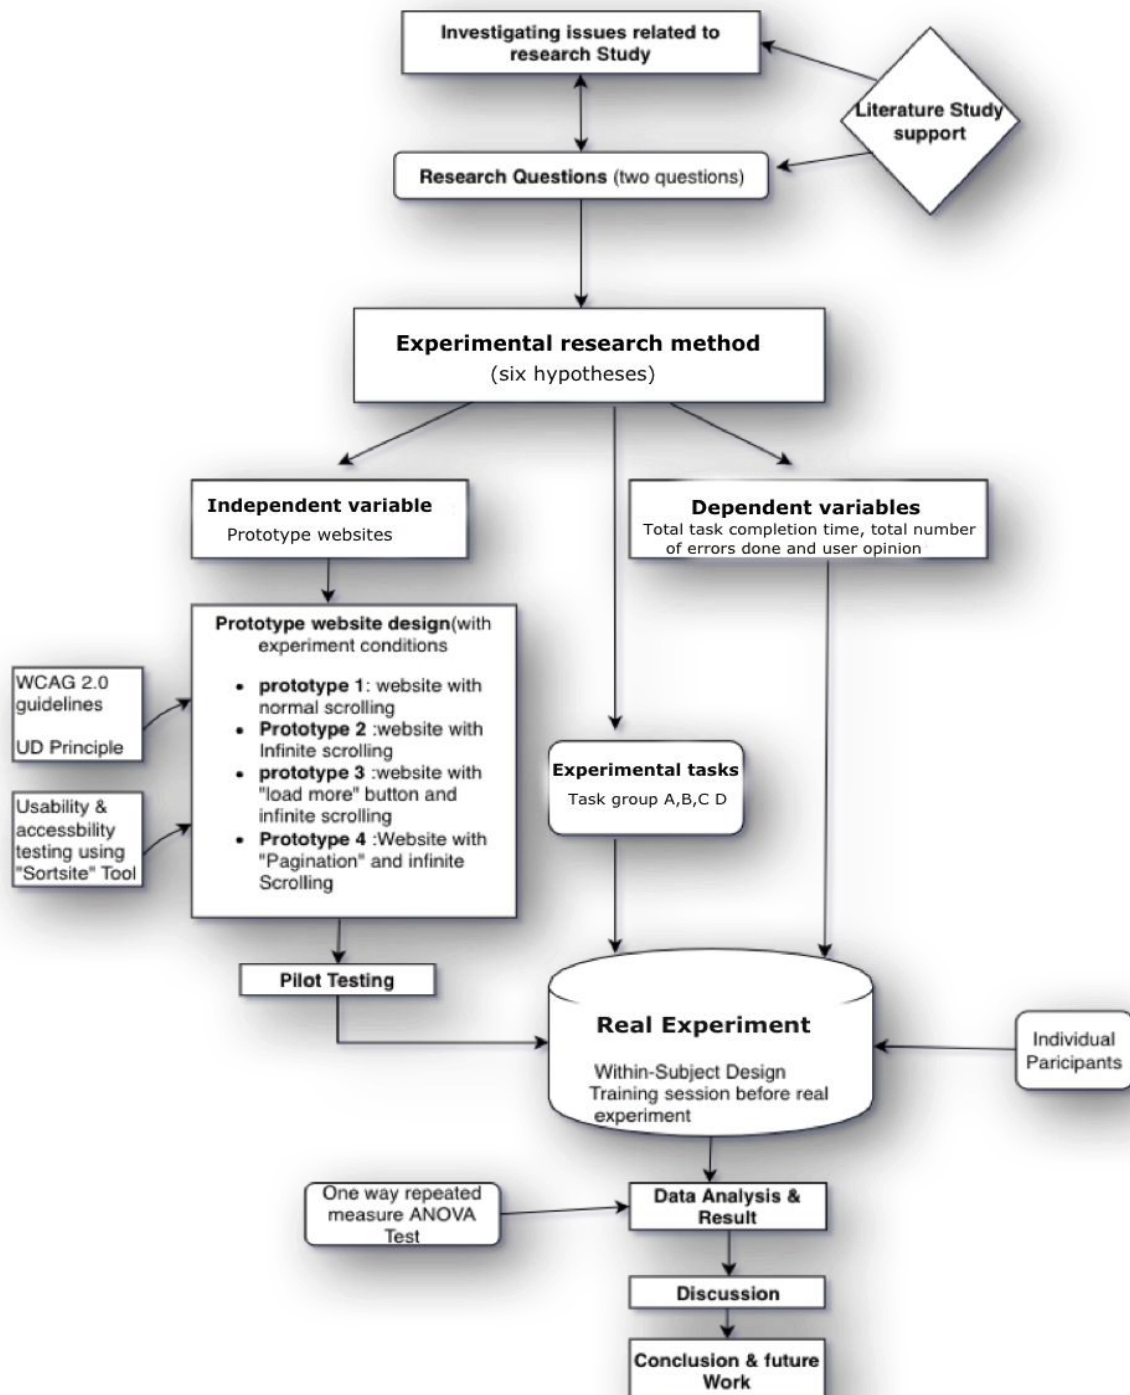 Investigating issues related to
research Study
Literature Study
support
Research Questions (two questions)
Experimental research method
(six hypotheses)
Independent variable
Prototype websites
Dependent variables
Total task completion time, total number
of errors done and user opinion
Prototype website design(with
experiment conditions
• prototype 1: website with
normal scrolling
• Prototype 2 :website with
Infinite scrolling
• prototype 3 :website with
"load more" button and
infinite scrolling
• Prototype 4 :Website with
"Pagination" and infinite
Scrolling
WCAG 2.0
guidelines
UD Principle
Usability &
accessbility
testing using
"Sortsite" Tool
Experimental tasks
Task group A,B,C D
Pilot Testing
Real Experiment
Within-Subject Design
Training session before real
experiment
Individual
Paricipants
One way repeated
measure ANOVA
Test
Data Analysis &
Result
Discussion
Conclusion & future
Work